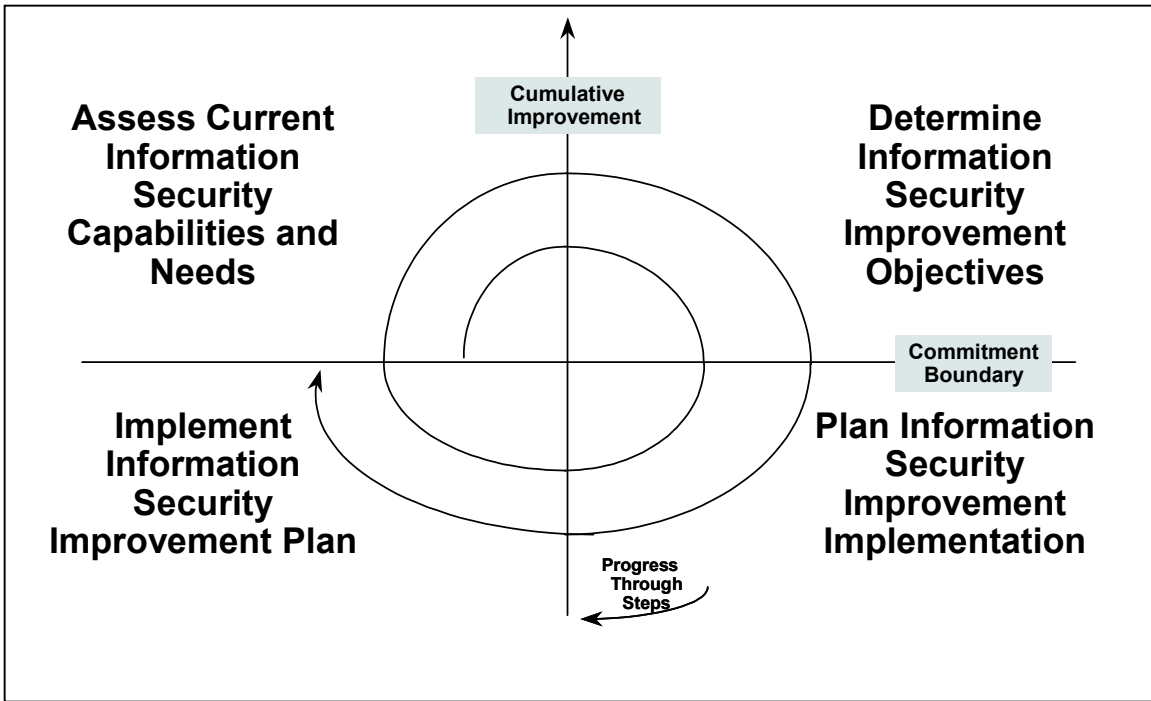 Cumulative
Improvement
Assess Current
Information
Security
Capabilities and
Needs
Determine
Information
Security
Improvement
Objectives
Commitment
Boundary
Implement
Information
Security
Improvement Plan
Plan Information
Security
Improvement
Implementation
Progress
Through
Steps